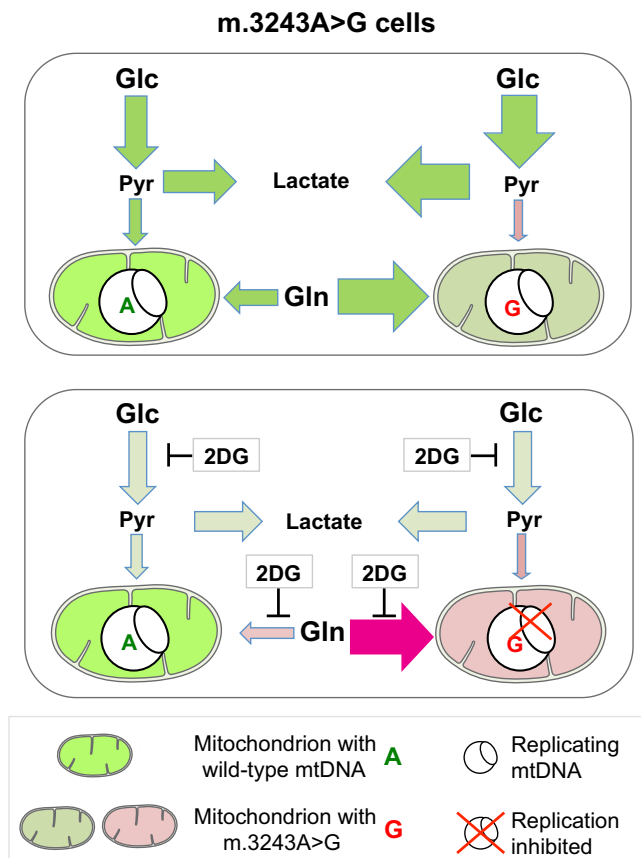 m.3243A>G cells
Glc Glc
Pyr Lactate Pyr
A Gln G
Glc Glc
2DG 2DG
Pyr Lactate Pyr
2DG 2DG
A Gln G
Mitochondrion with wild-type mtDNA A
Replicating mtDNA
Mitochondrion with m.3243A>G G
Replication inhibited